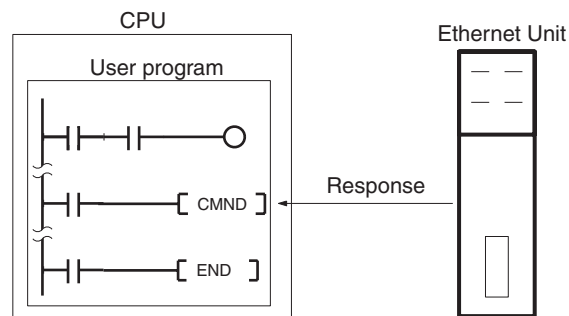 CPU
Ethernet Unit
User program
Response
CMND
END